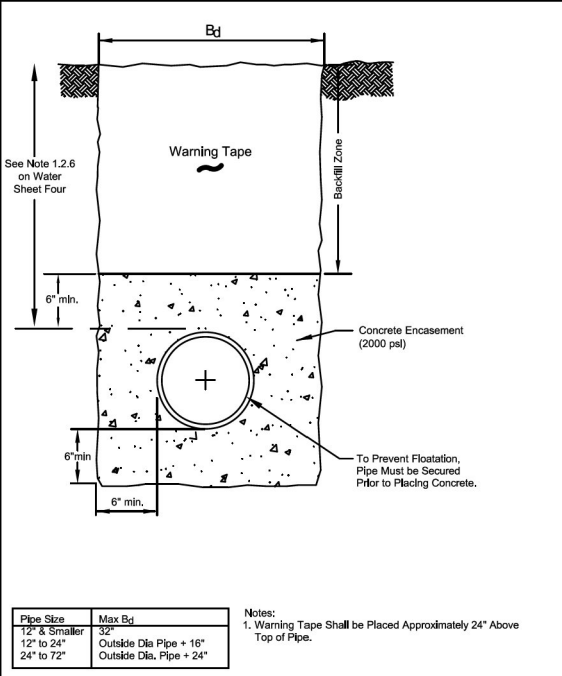 Bd
See Note 1.2.6
on Water
Sheet Four
Warning Tape
Backfill Zone
6" min.
Concrete Encasement
(2000 psi)
6"min
To Prevent Floatation,
Pipe Must be Secured
Prior to Placing Concrete.
6" min.
Pipe Size Max Bd
12" & Smaller 32"
12" to 24" Outside Dia Pipe + 16"
24" to 72" Outside Dia. Pipe + 24"
Notes:
1. Warning Tape Shall be Placed Approximately 24" Above
Top of Pipe.